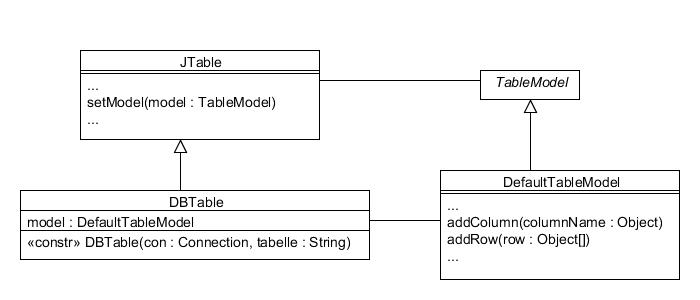 JTable
...
setModel(model : TableModel)
...
TableModel
DBTable
model : DefaultTableModel
«constr» DBTable(con : Connection, tabelle : String)
DefaultTableModel
...
addColumn(columnName : Object)
addRow(row : Object[])
...